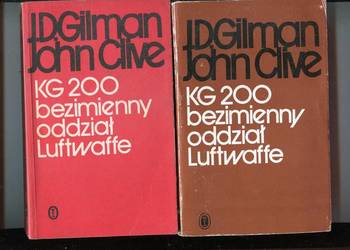 J.D.Gilman
John Clive
KG 200
bezimienny
oddział
Luftwaffe
J.D.Gilman
John Clive
KG 200
bezimienny
oddział
Luftwaffe